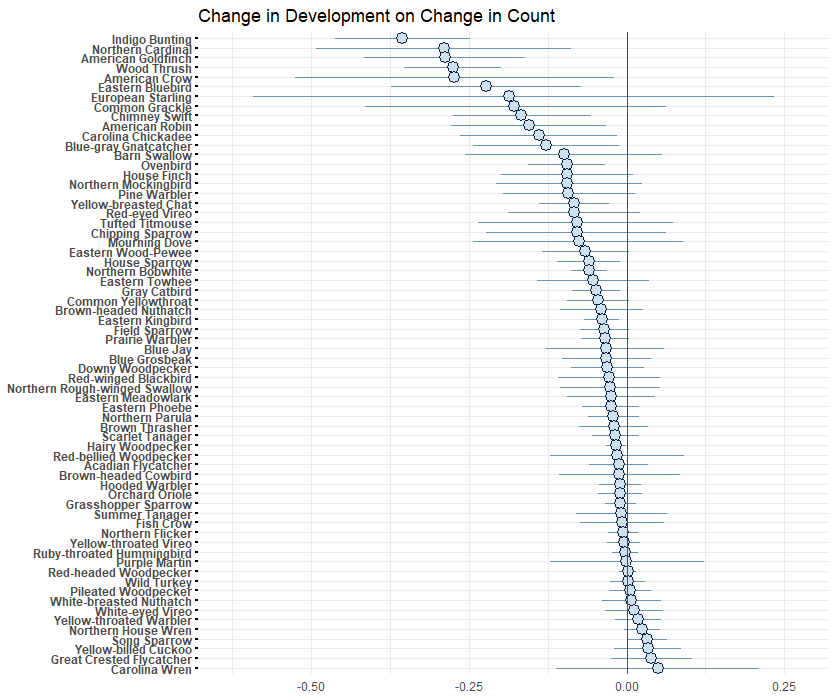 Change in Development on Change in Count
Indigo Bunting
Northern Cardinal
American Goldfinch
Wood Thrush
American Crow
Eastern Bluebird
European Starling
Common Grackle
Chimney Swift
American Robin
Carolina Chickadee
Blue-gray Gnatcatcher
Barn Swallow
Ovenbird
House Finch
Northern Mockingbird
Pine Warbler
Yellow-breasted Chat
Red-eyed Vireo
Tufted Titmouse
Chipping Sparrow
Mourning Dove
Eastern Wood-Pewee
House Sparrow
Northern Bobwhite
Eastern Towhee
Gray Catbird
Common Yellowthroat
Brown-headed Nuthatch
Eastern Kingbird
Field Sparrow
Prairie Warbler
Blue Jay
Blue Grosbeak
Downy Woodpecker
Red-winged Blackbird
Northern Rough-winged Swallow
Eastern Meadowlark
Eastern Phoebe
Northern Parula
Brown Thrasher
Scarlet Tanager
Hairy Woodpecker
Red-bellied Woodpecker
Acadian Flycatcher
Brown-headed Cowbird
Hooded Warbler
Orchard Oriole
Grasshopper Sparrow
Summer Tanager
Fish Crow
Northern Flicker
Yellow-throated Vireo
Ruby-throated Hummingbird
Purple Martin
Red-headed Woodpecker
Wild Turkey
Pileated Woodpecker
White-breasted Nuthatch
White-eyed Vireo
Yellow-throated Warbler
Northern House Wren
Song Sparrow
Yellow-billed Cuckoo
Great Crested Flycatcher
Carolina Wren
-0.50 -0.25 0.00 0.25